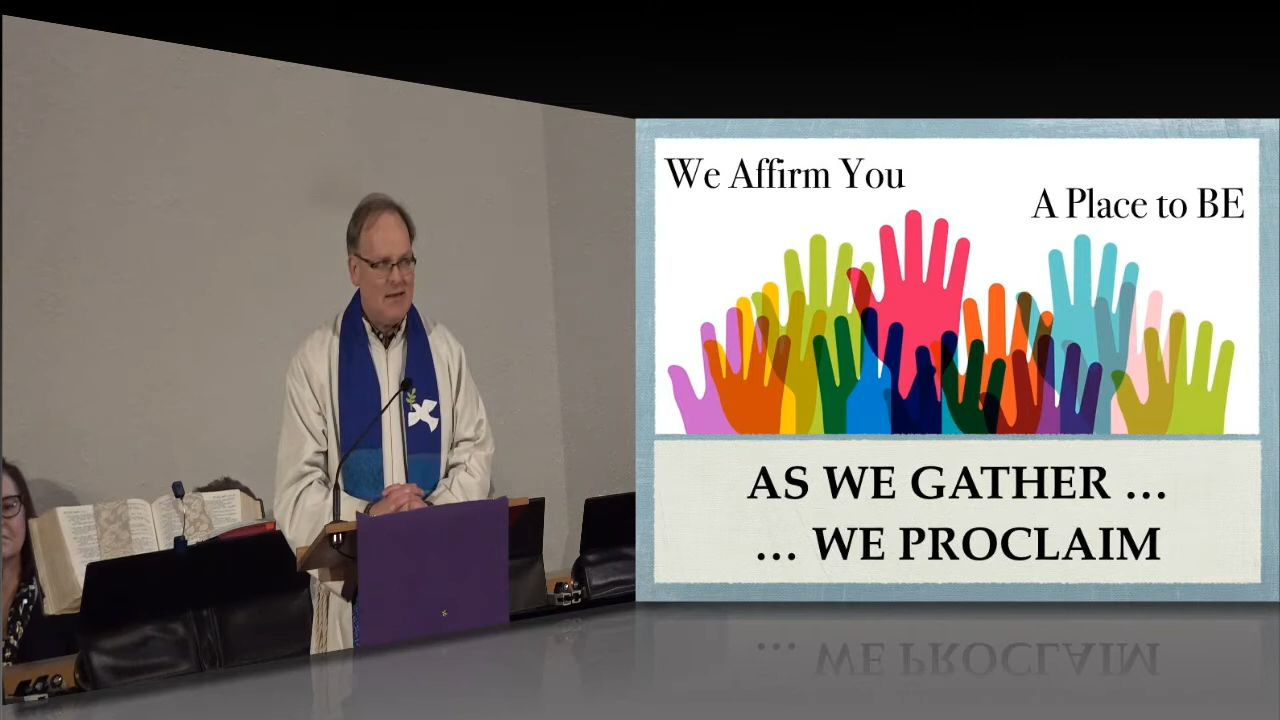 We Affirm You
A Place to BE
AS WE GATHER ...
... WE PROCLAIM